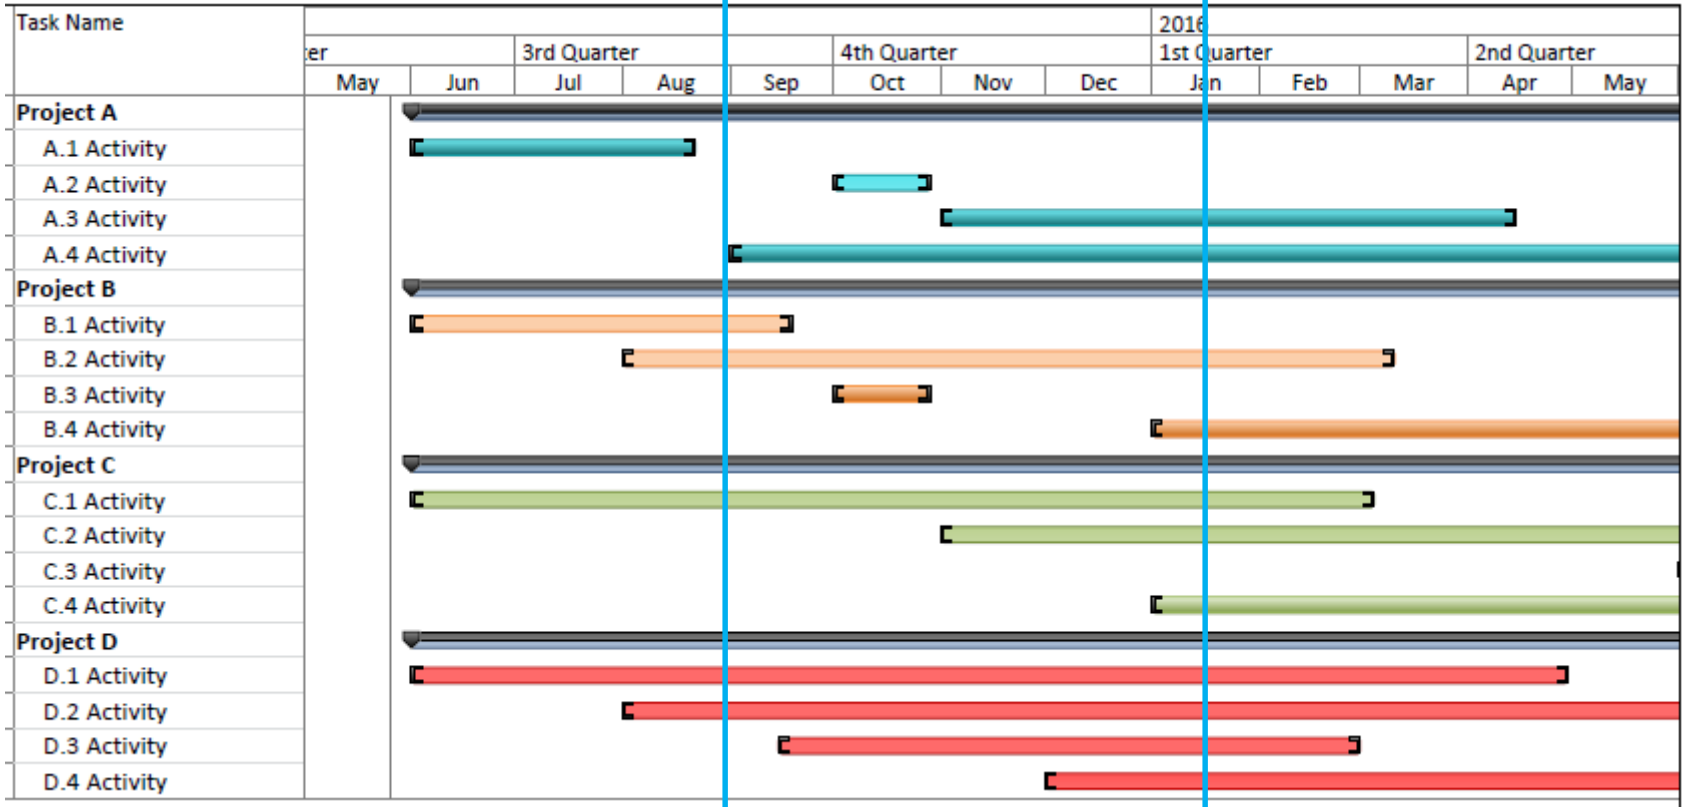 Task Name
2016
ter 3rd Quarter 4th Quarter 1st Quarter 2nd Quarter
May Jun Jul Aug Sep Oct Nov Dec Jan Feb Mar Apr May
Project A
A.1 Activity
A.2 Activity
A.3 Activity
A.4 Activity
Project B
B.1 Activity
B.2 Activity
B.3 Activity
B.4 Activity
Project C
C.1 Activity
C.2 Activity
C.3 Activity
C.4 Activity
Project D
D.1 Activity
D.2 Activity
D.3 Activity
D.4 Activity